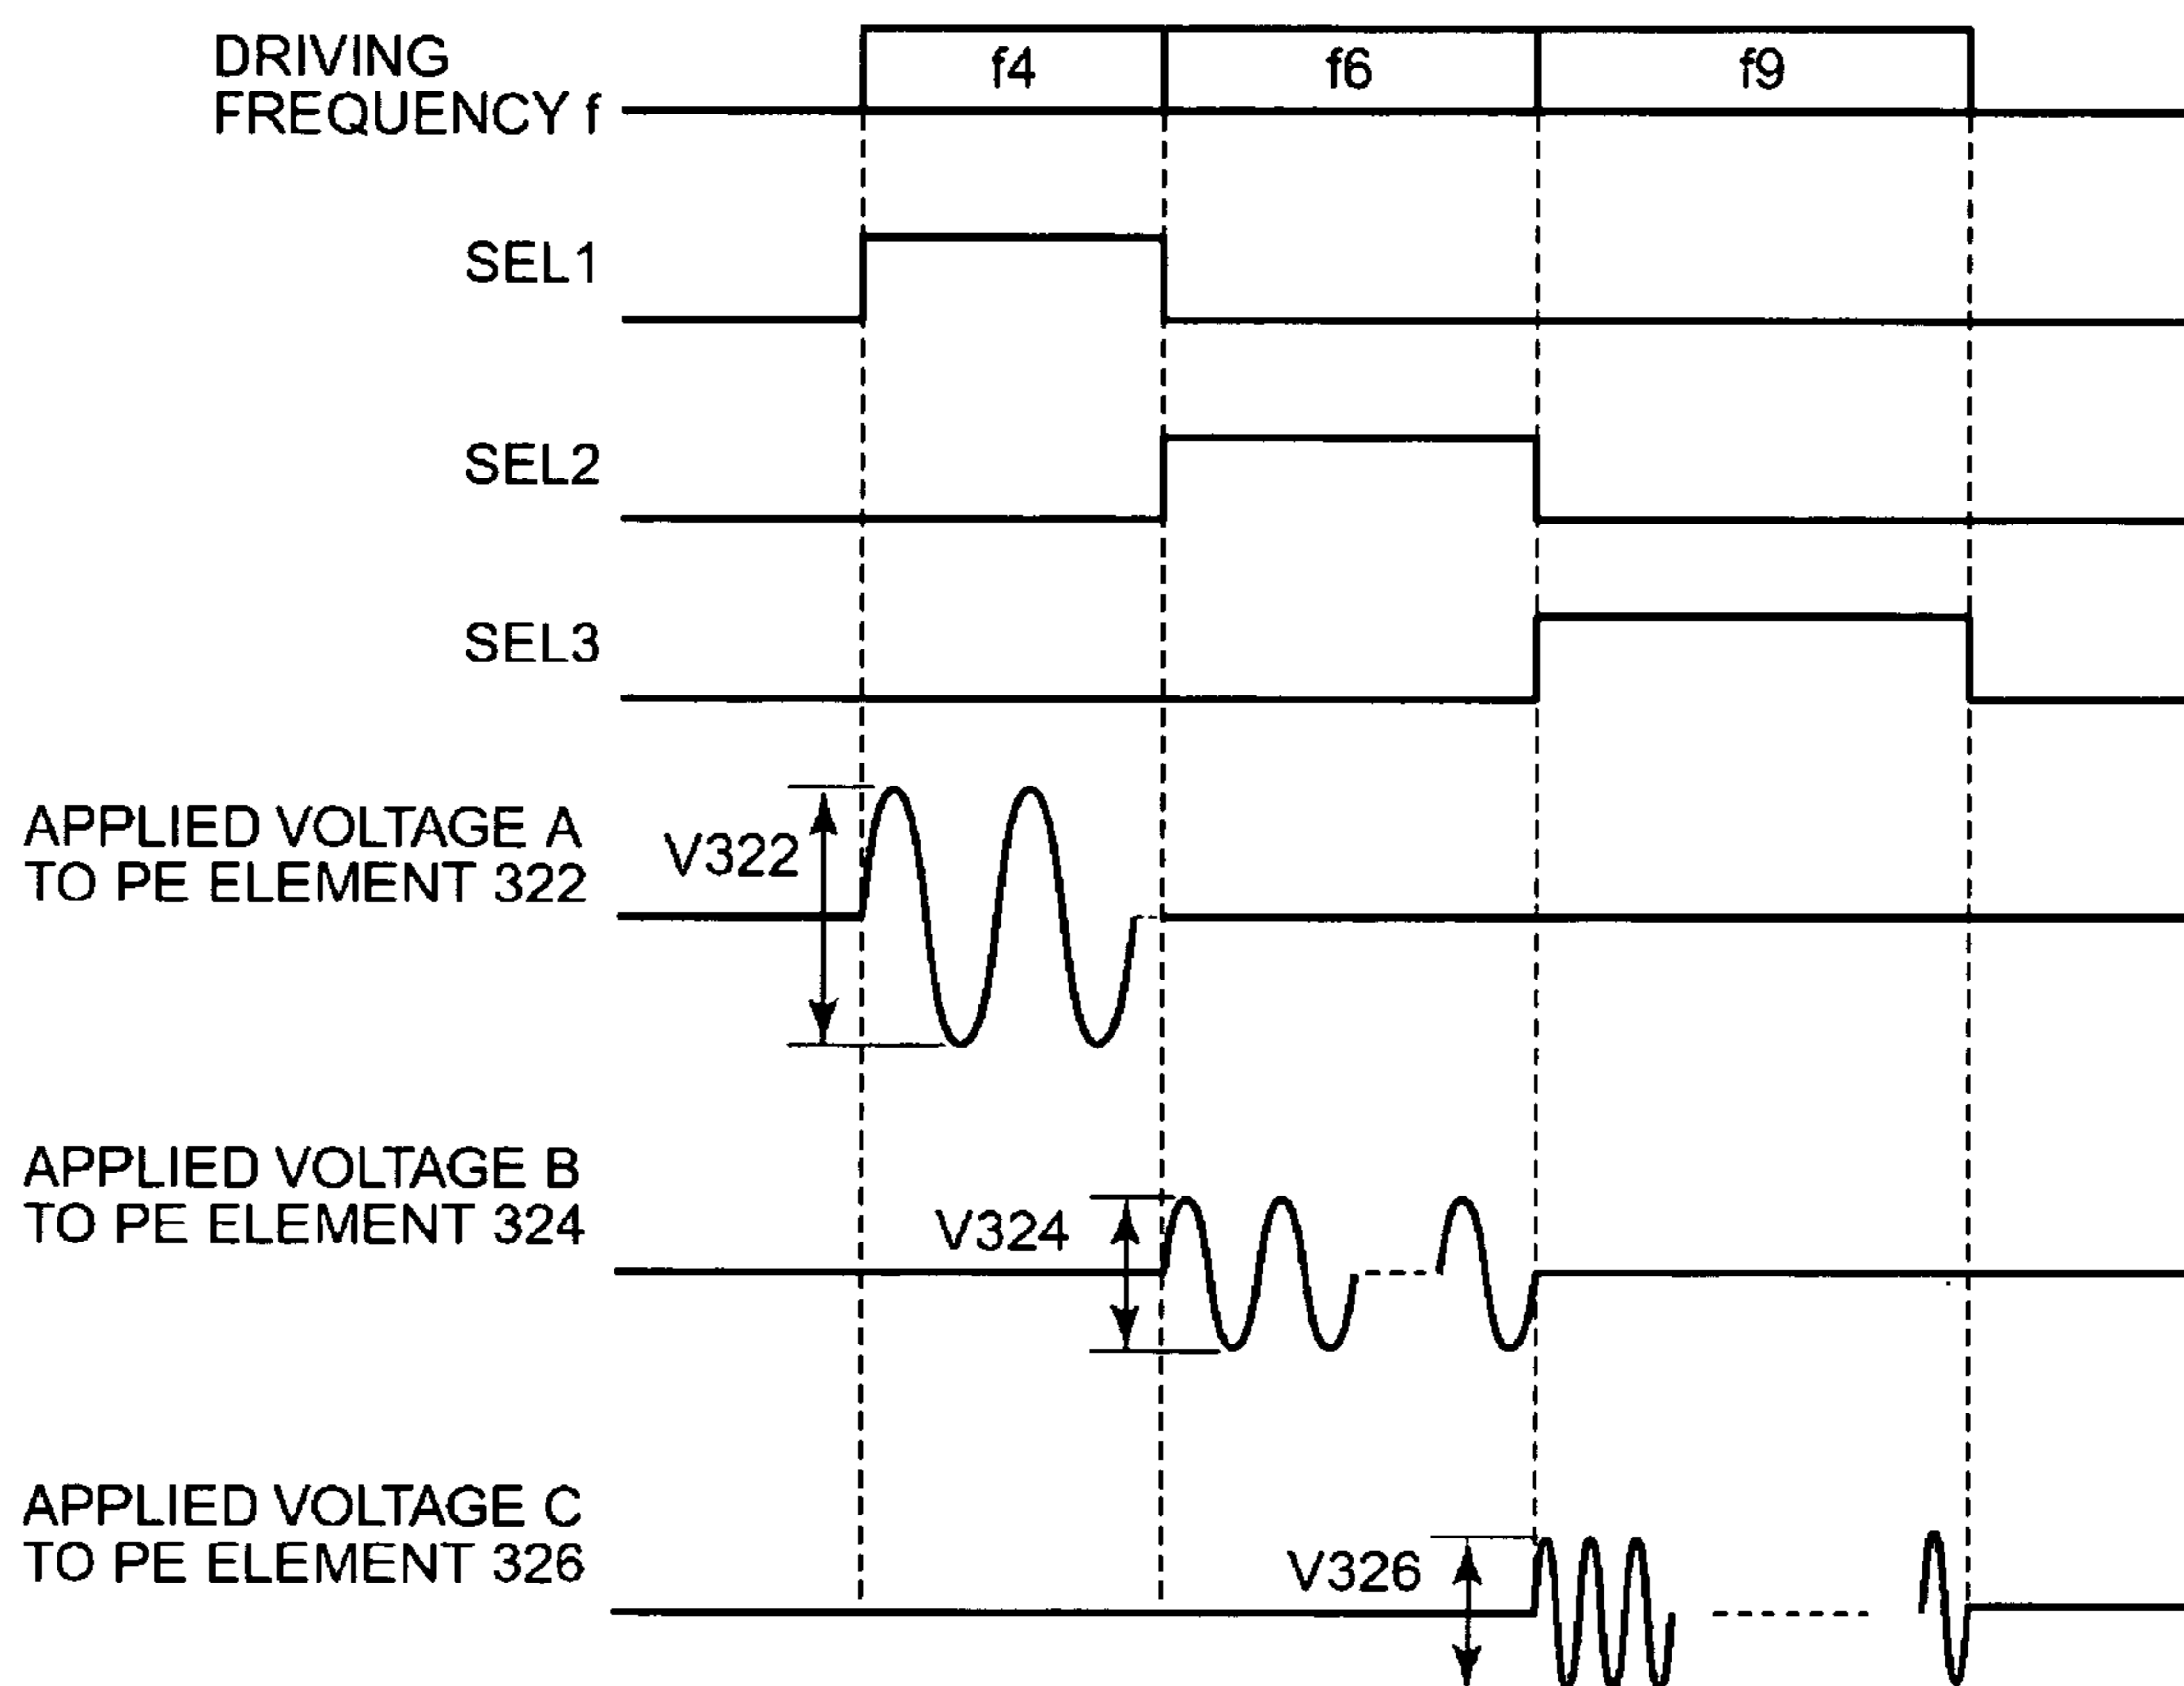 DRIVING
FREQUENCY f
f4
f6
f9
SEL1
SEL2
SEL3
APPLIED VOLTAGE A
TO PE ELEMENT 322
V322
APPLIED VOLTAGE B
TO PE ELEMENT 324
V324
APPLIED VOLTAGE C
TO PE ELEMENT 326
V326